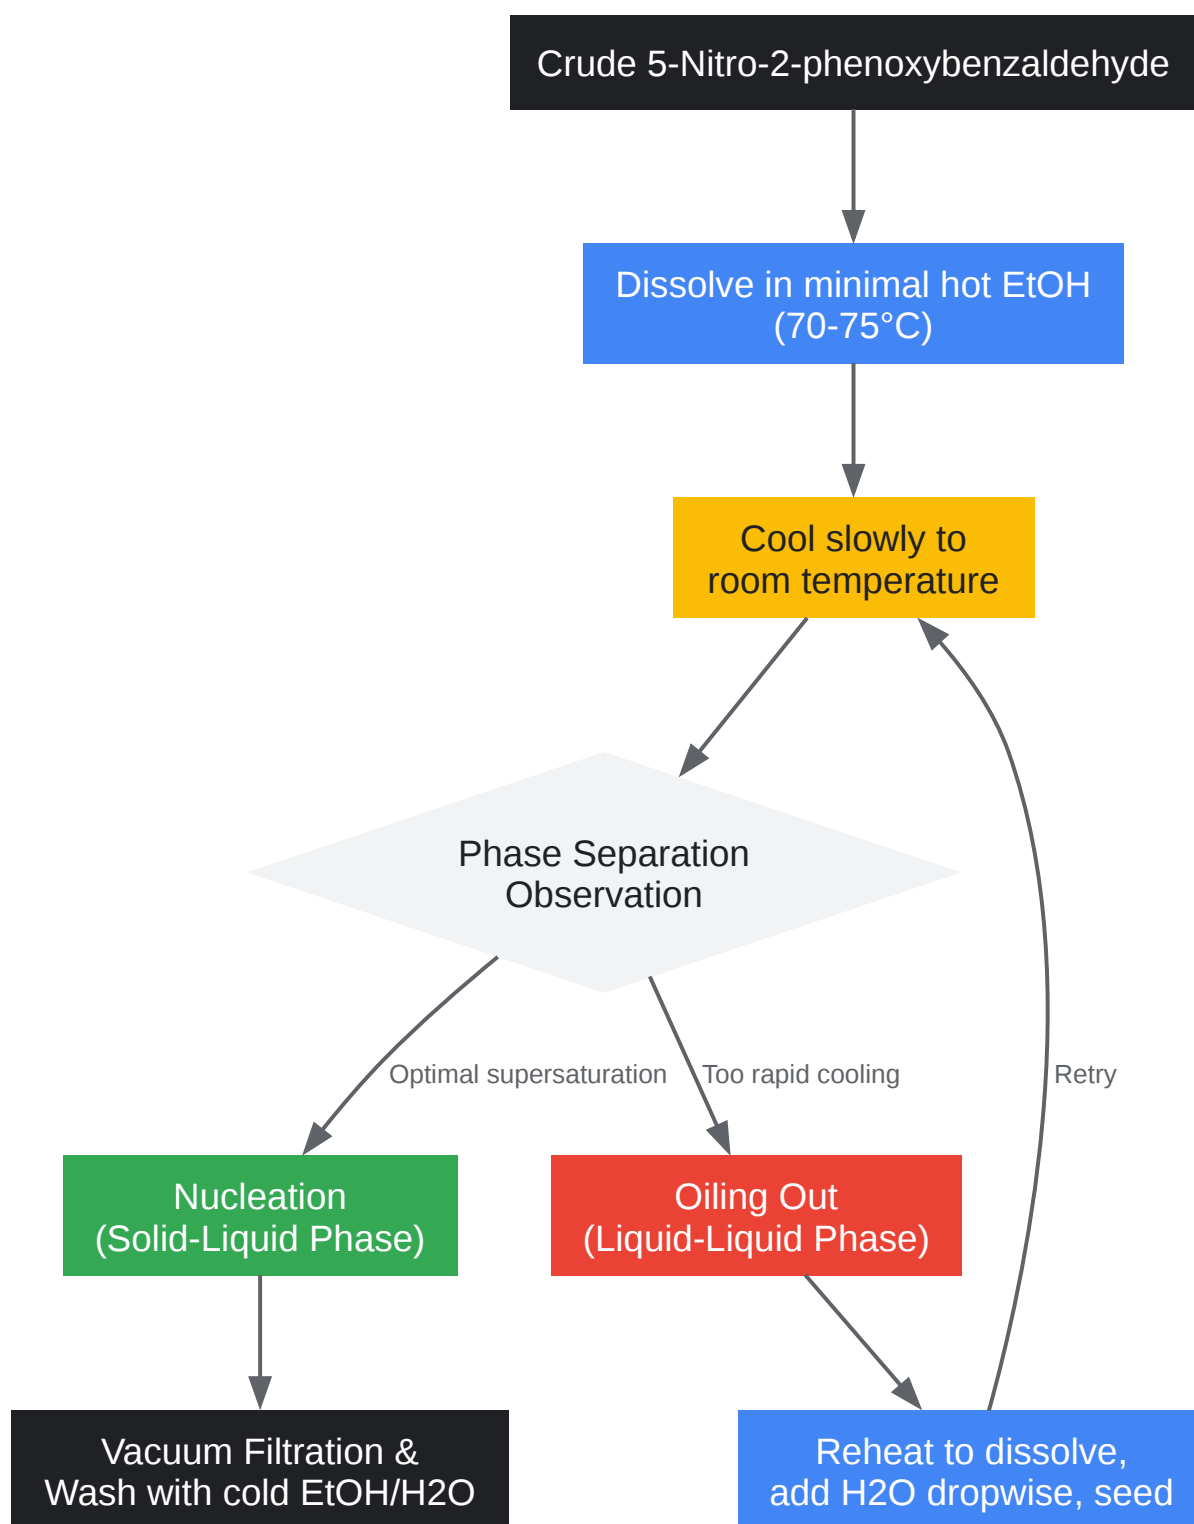 Crude 5-Nitro-2-phenoxybenzaldehyde
Dissolve in minimal hot EtOH
(70-75°C)
Cool slowly to
room temperature
Phase Separation
Observation
Optimal supersaturation
Too rapid cooling
Retry
Nucleation
(Solid-Liquid Phase)
Oiling Out
(Liquid-Liquid Phase)
Vacuum Filtration &
Wash with cold EtOH/H2O
Reheat to dissolve,
add H2O dropwise, seed